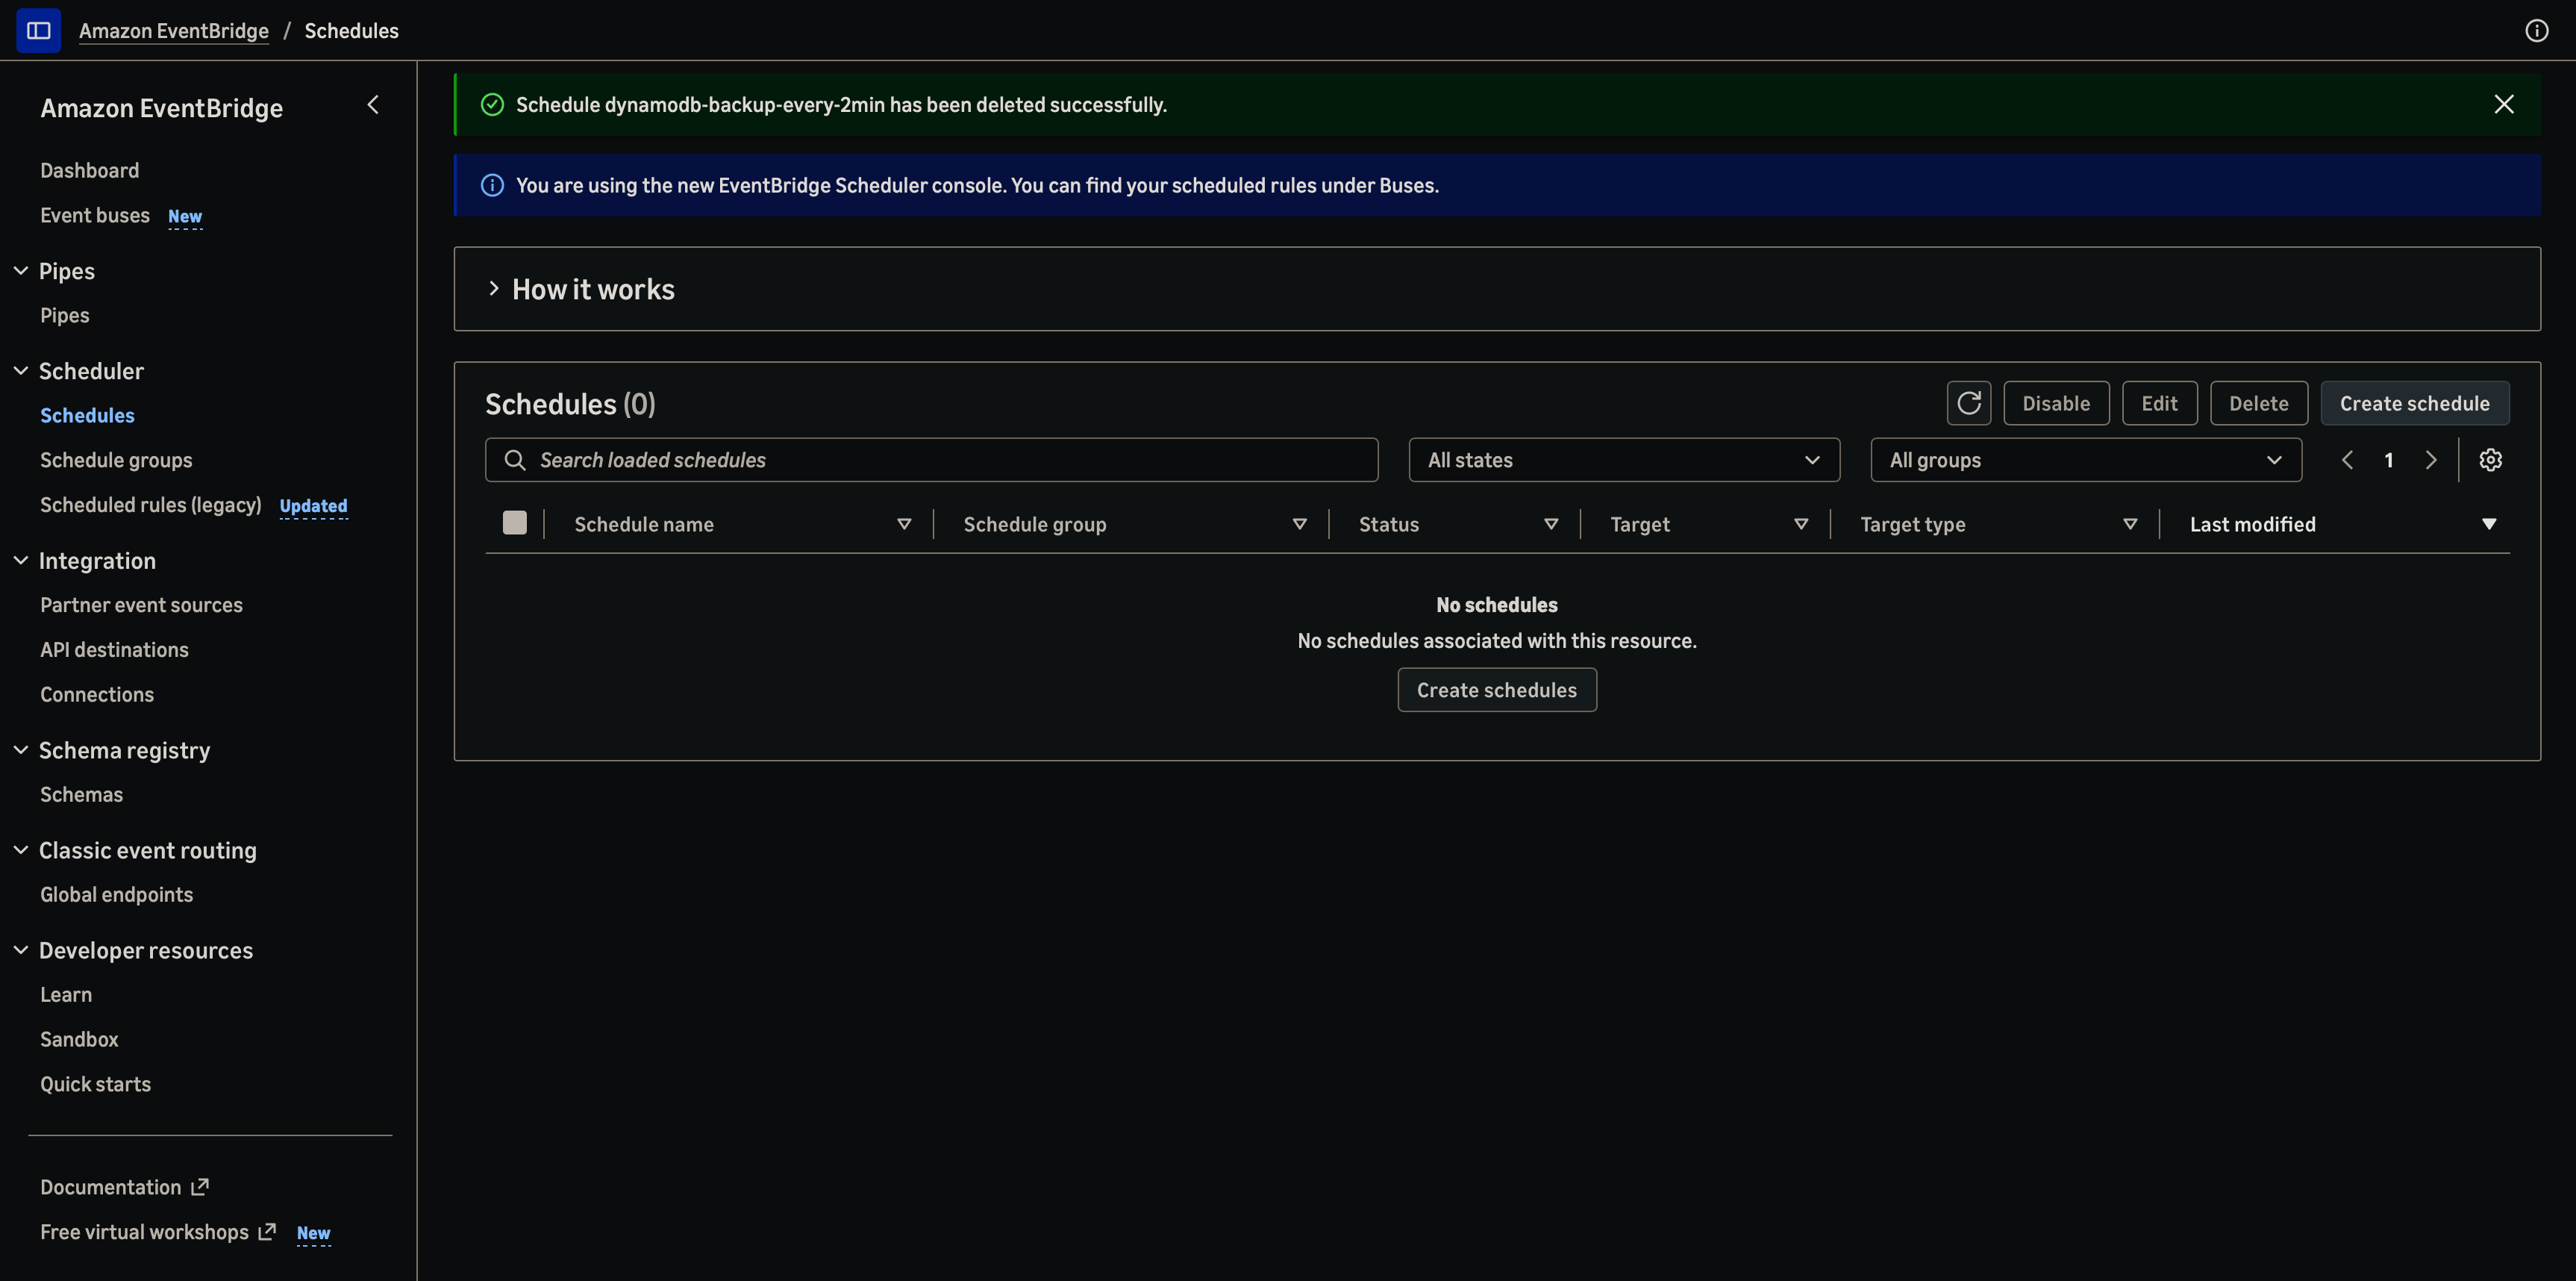 Amazon EventBridge / Schedules
Amazon EventBridge
Dashboard
Event buses New
Pipes
Pipes
Scheduler
Schedules
Schedule groups
Scheduled rules (legacy) Updated
Integration
Partner event sources
API destinations
Connections
Schema registry
Schemas
Classic event routing
Global endpoints
Developer resources
Learn
Sandbox
Quick starts
Documentation
Free virtual workshops New
Schedule dynamodb-backup-every-2min has been deleted successfully.
You are using the new EventBridge Scheduler console. You can find your scheduled rules under Buses.
How it works
Schedules (0) Disable Edit Delete Create schedule
Search loaded schedules All states All groups 1
Schedule name Schedule group Status Target Target type Last modified
No schedules
No schedules associated with this resource.
Create schedules